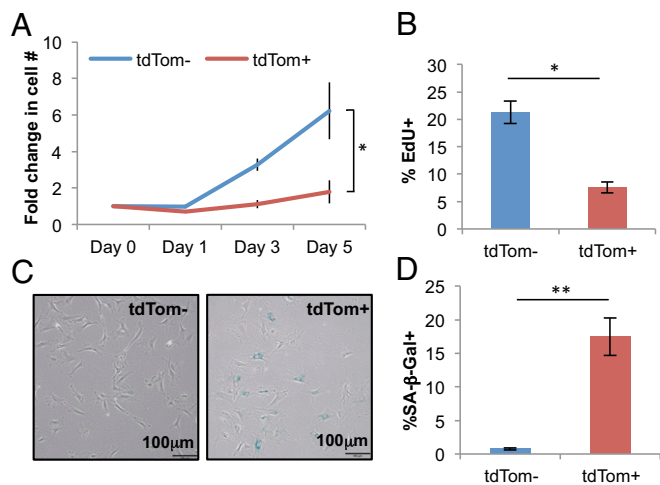 A
Fold change in cell #
10
8
6
4
2
0
tdTom-
tdTom+
*
Day 0
Day 1
Day 3
Day 5
B
% EdU+
30
25
20
15
10
5
0
*
tdTom-
tdTom+
C
tdTom-
100μm
tdTom+
100μm
D
%SA-β-Gal+
25
20
15
10
5
0
**
tdTom-
tdTom+